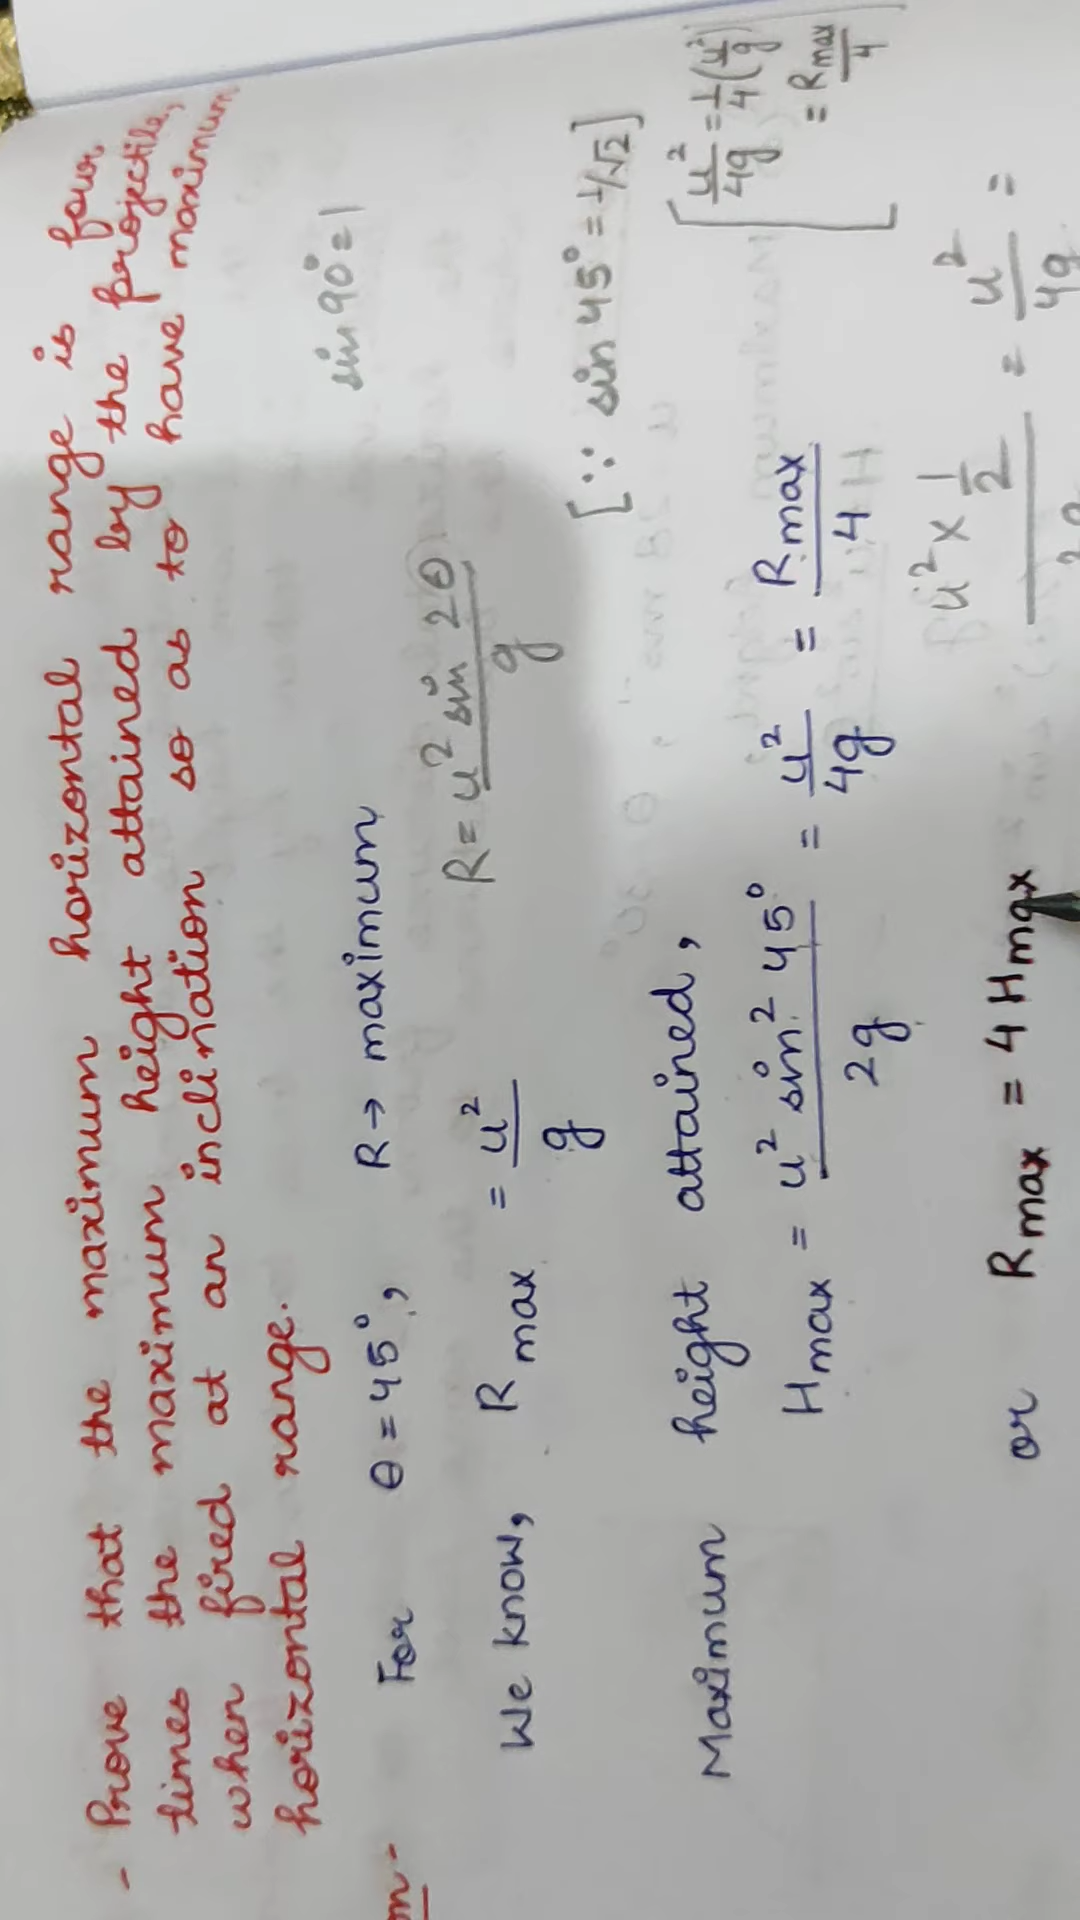 - Prove that the maximum horizontal range is four
times the maximum height attained by the projectile,
when fired at an inclination so as to have maximum
horizontal range.
For θ = 45°, R → maximum sin 90° = 1
We know, R max = u²/g R = u² sin 2θ/g
[∵ sin 45° = 1/√2]
Maximum height attained,
H max = u² sin² 45°/2g = u²/4g = R max/4 [u²/4g = 1/4 (u²/g) = R max/4]
u² × 1/2 = u²/4g =
or R max = 4 H max